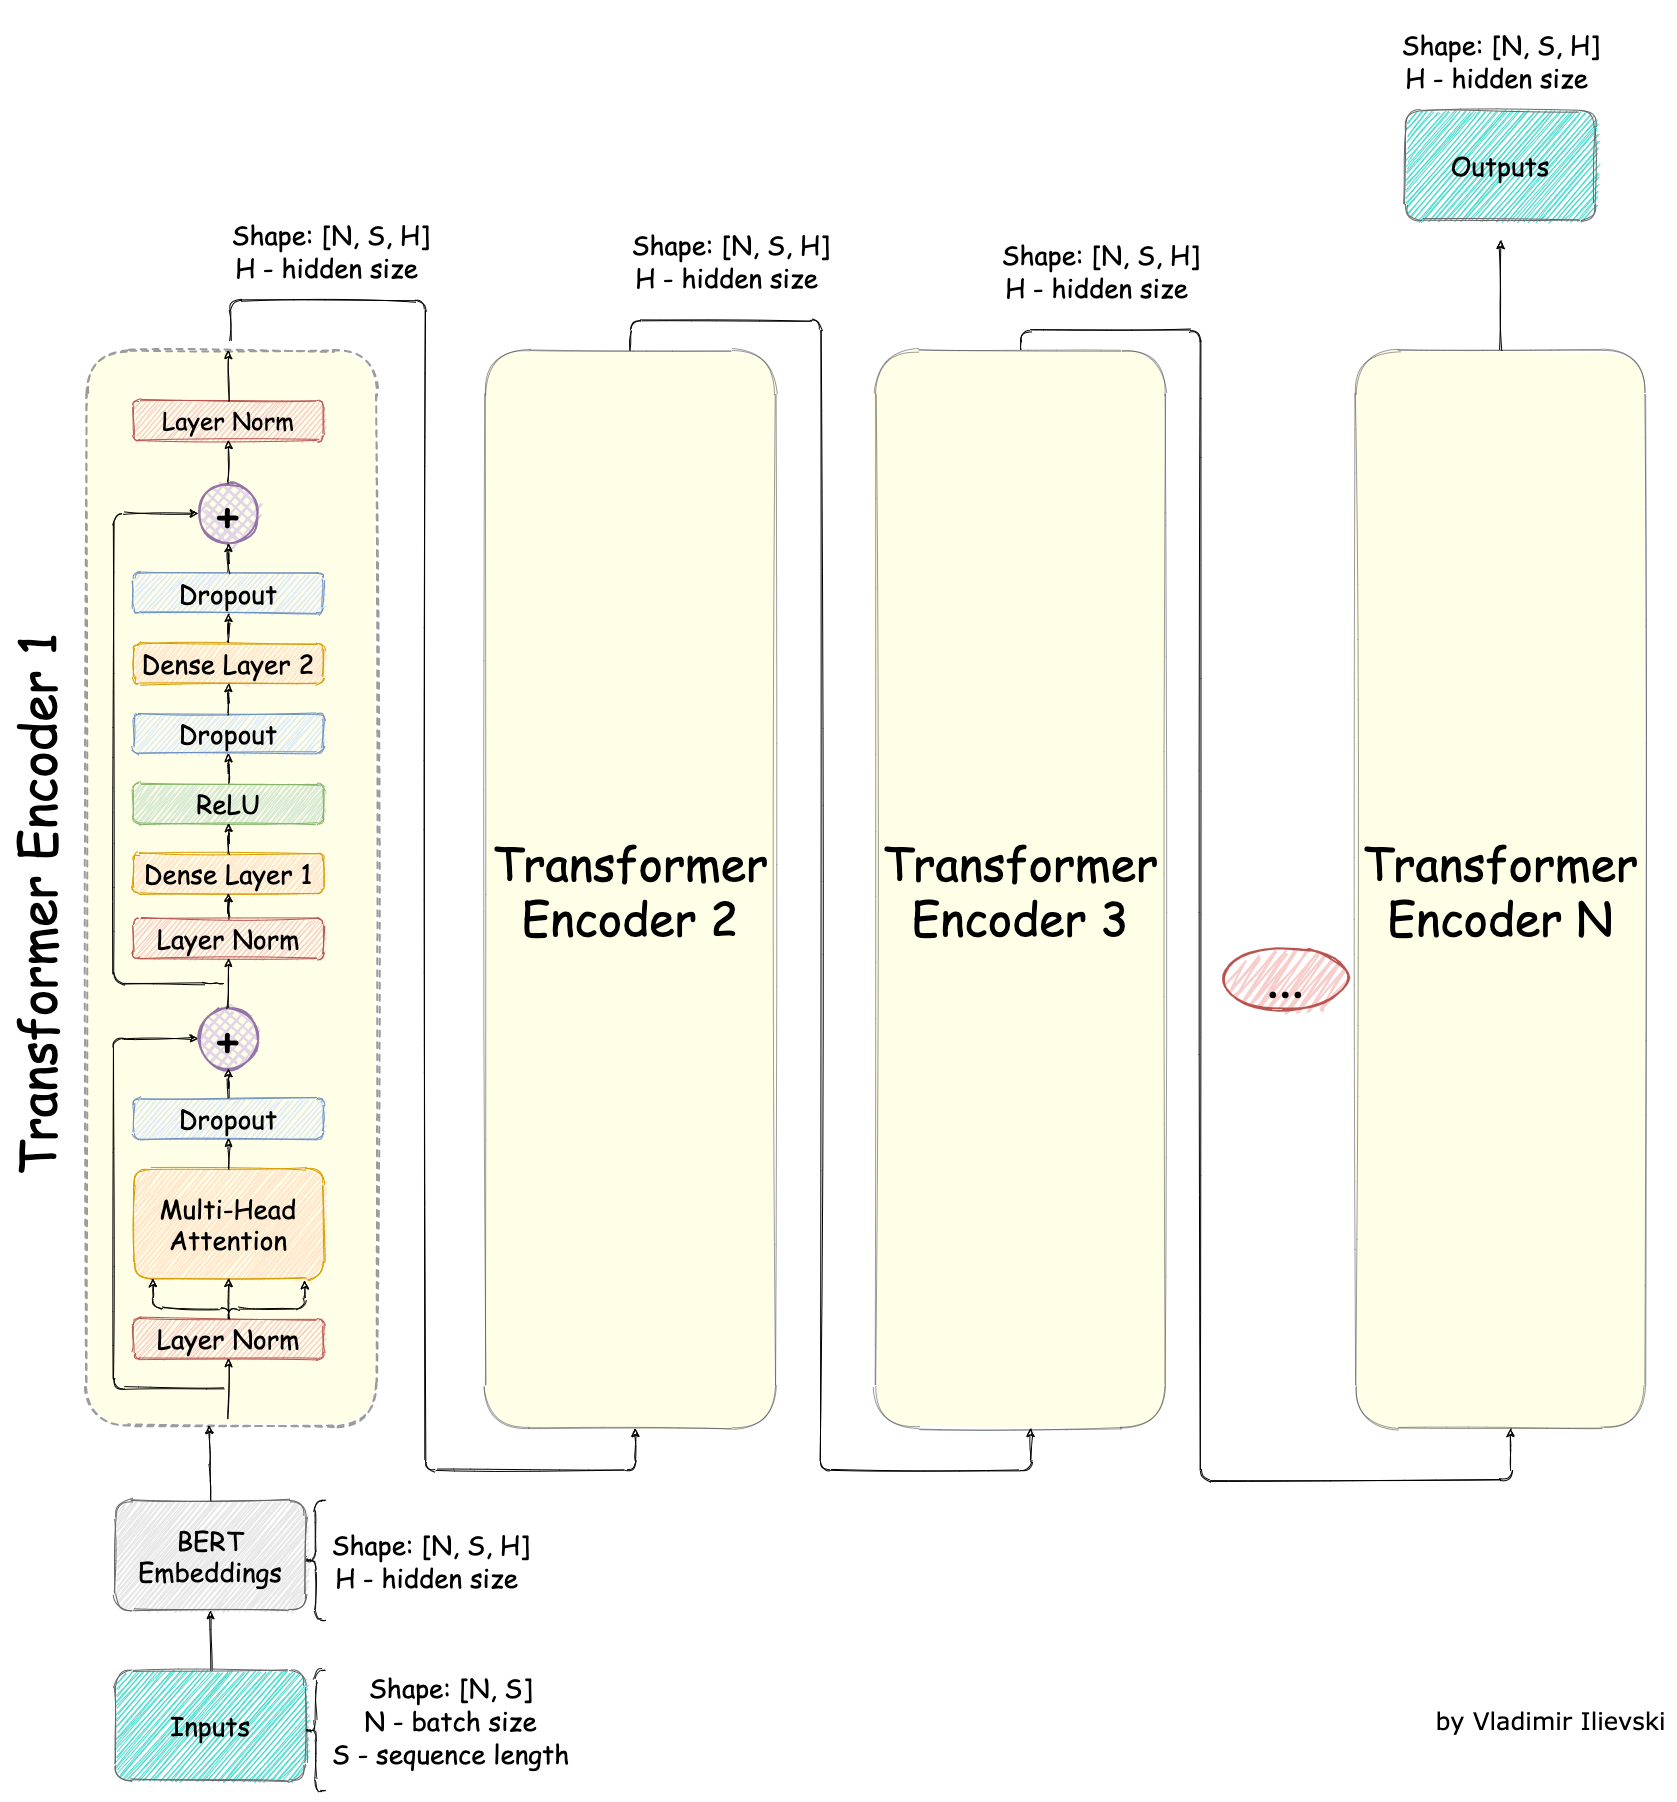 Shape: [N, S, H]
H - hidden size
Outputs
Shape: [N, S, H]
H - hidden size
Shape: [N, S, H]
H - hidden size
Shape: [N, S, H]
H - hidden size
Transformer Encoder 1
Layer Norm
+
Dropout
Dense Layer 2
Dropout
ReLU
Dense Layer 1
Layer Norm
+
Dropout
Multi-Head
Attention
Layer Norm
Transformer
Encoder 2
Transformer
Encoder 3
...
Transformer
Encoder N
BERT
Embeddings
Shape: [N, S, H]
H - hidden size
Inputs
Shape: [N, S]
N - batch size
S - sequence length
by Vladimir Ilievski